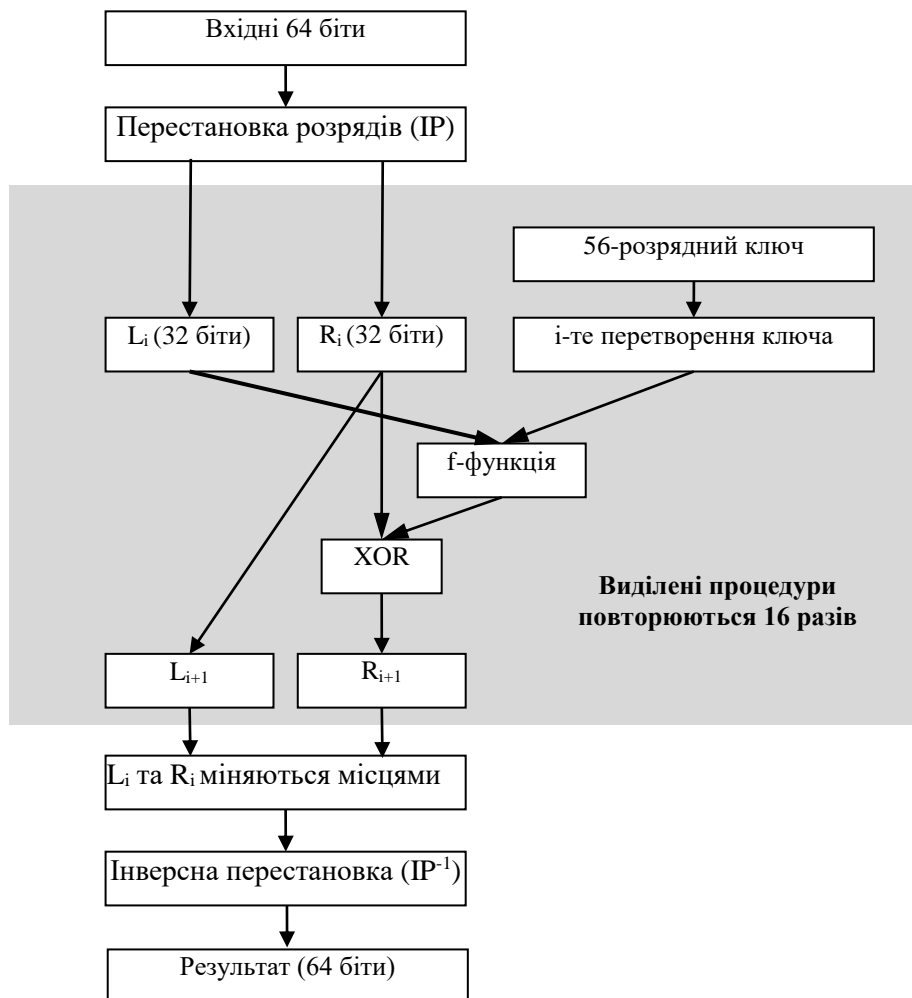 Вхідні 64 біти
Перестановка розрядів (IP)
56-розрядний ключ
Lᵢ (32 біти)
Rᵢ (32 біти)
і-те перетворення ключа
f-функція
XOR
Виділені процедури
повторюються 16 разів
Lᵢ₊₁
Rᵢ₊₁
Lᵢ та Rᵢ міняються місцями
Інверсна перестановка (IP⁻¹)
Результат (64 біти)